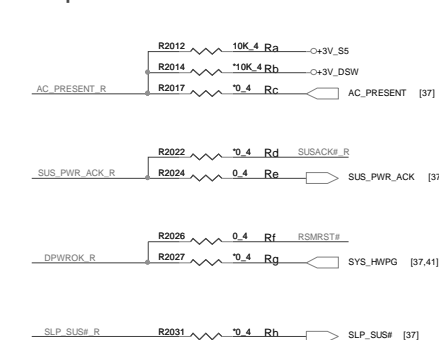 R2012 10K_4 Ra +3V_S5
R2014 *10K_4 Rb +3V_DSW
AC_PRESENT_R R2017 *0_4 Rc AC_PRESENT [37]
R2022 *0_4 Rd SUSACK#_R
SUS_PWR_ACK_R R2024 0_4 Re SUS_PWR_ACK [37
R2026 0_4 Rf RSMRST#
DPWROK_R R2027 *0_4 Rg SYS_HWPG [37,41]
SLP_SUS#_R R2031 *0_4 Rh SLP_SUS# [37]